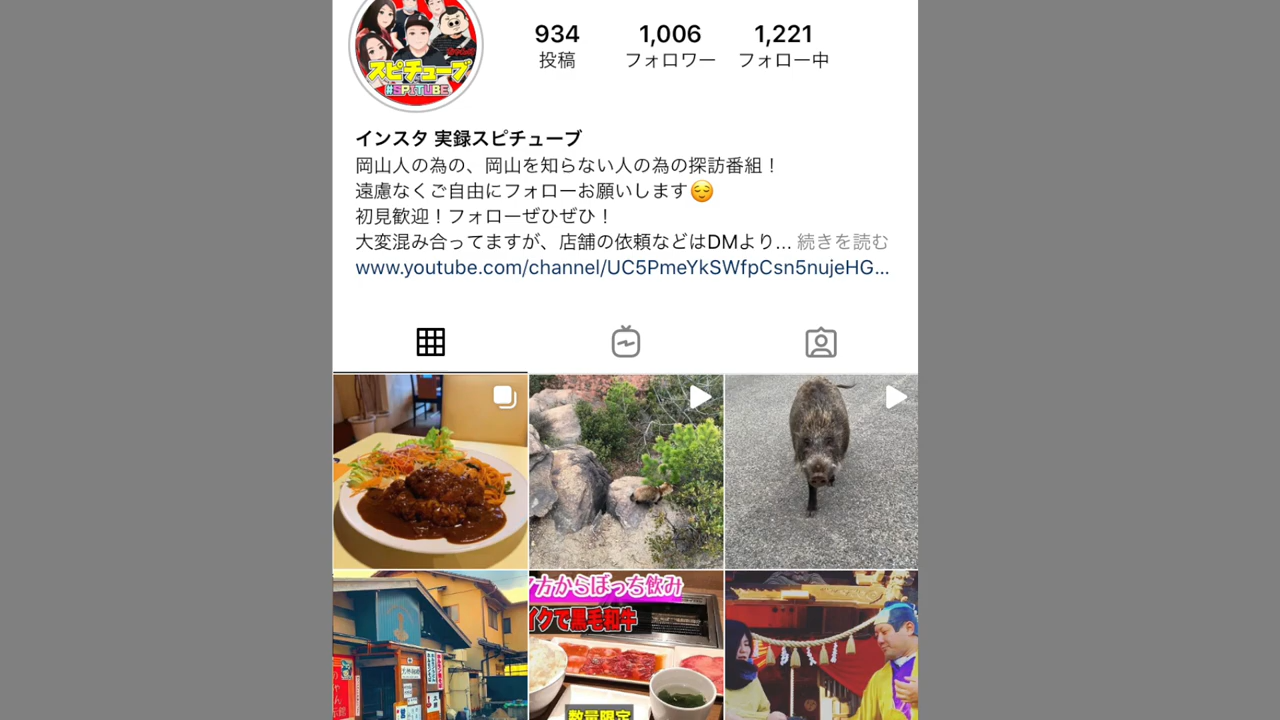 スピチューブ
#SPITUBE
934
投稿
1,006
フォロワー
1,221
フォロー中
インスタ 実録スピチューブ
岡山人の為の、岡山を知らない人の為の探訪番組！
遠慮なくご自由にフォローお願いします😌
初見歓迎！フォローぜひぜひ！
大変混み合ってますが、店舗の依頼などはDMより... 続きを読む
www.youtube.com/channel/UC5PmeYkSWfpCsn5nujeHG...
方からぼっち飲み
イクで黒毛和牛
数量限定